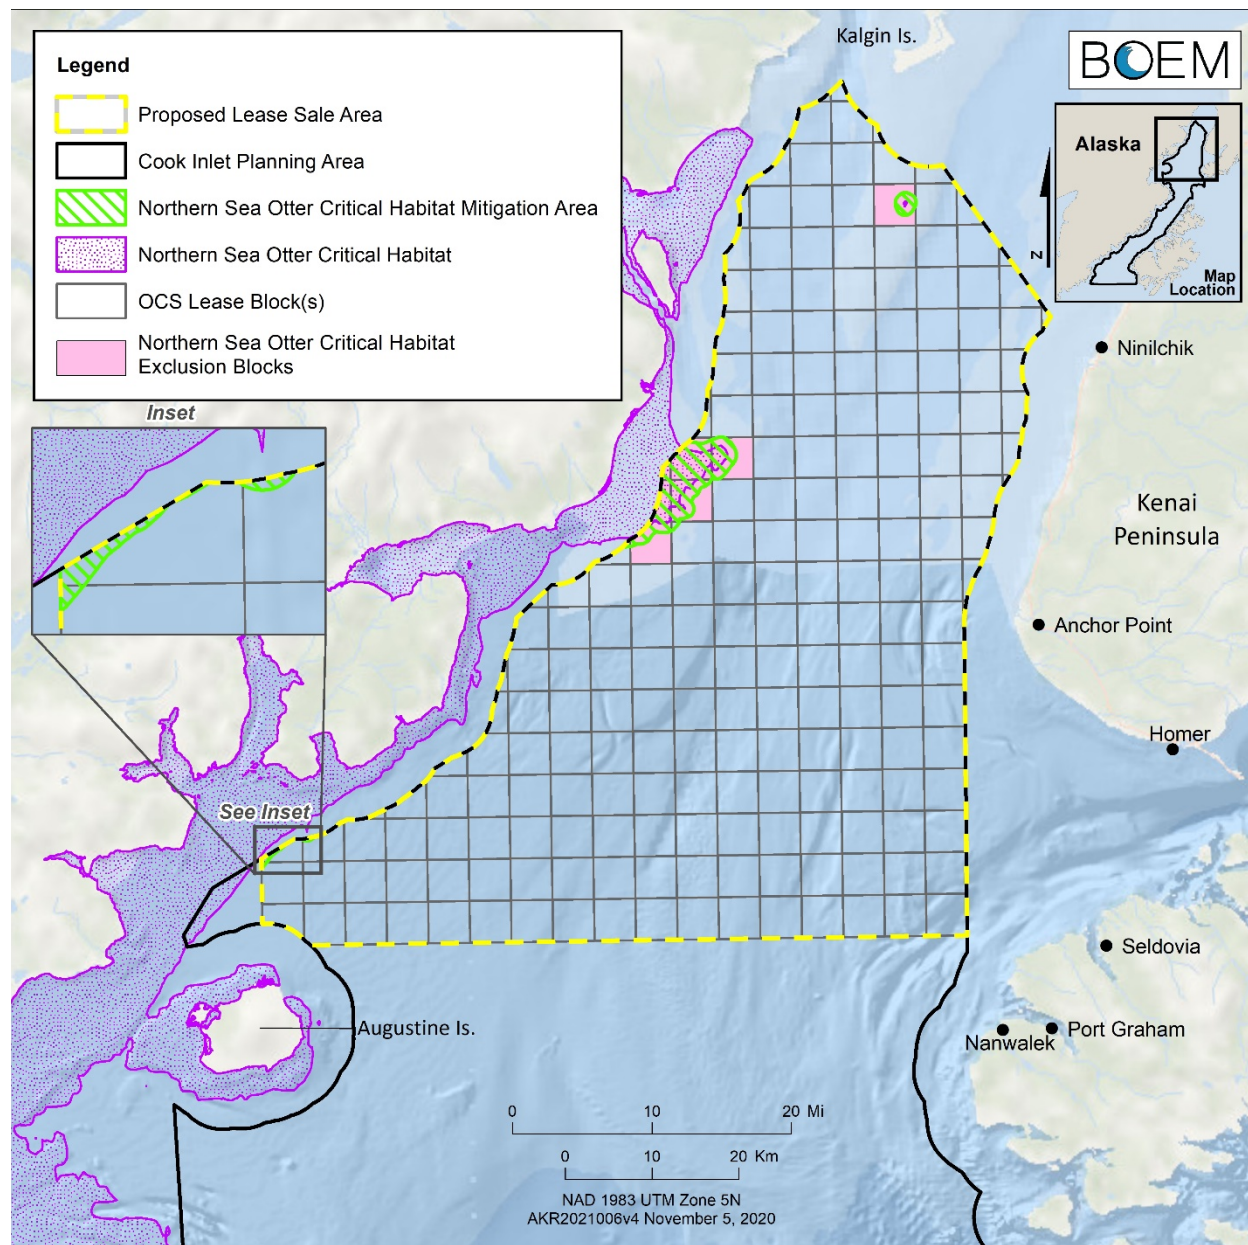 Kalgin Is.
BOEM
Legend
Proposed Lease Sale Area
Cook Inlet Planning Area
Northern Sea Otter Critical Habitat Mitigation Area
Northern Sea Otter Critical Habitat
OCS Lease Block(s)
Northern Sea Otter Critical Habitat
Exclusion Blocks
Alaska
Map
Location
N
Ninilchik
Inset
Kenai
Peninsula
Anchor Point
Homer
See Inset
Seldovia
Augustine Is.
Nanwalek
Port Graham
0 10 20 Mi
0 10 20 Km
NAD 1983 UTM Zone 5N
AKR2021006v4 November 5, 2020